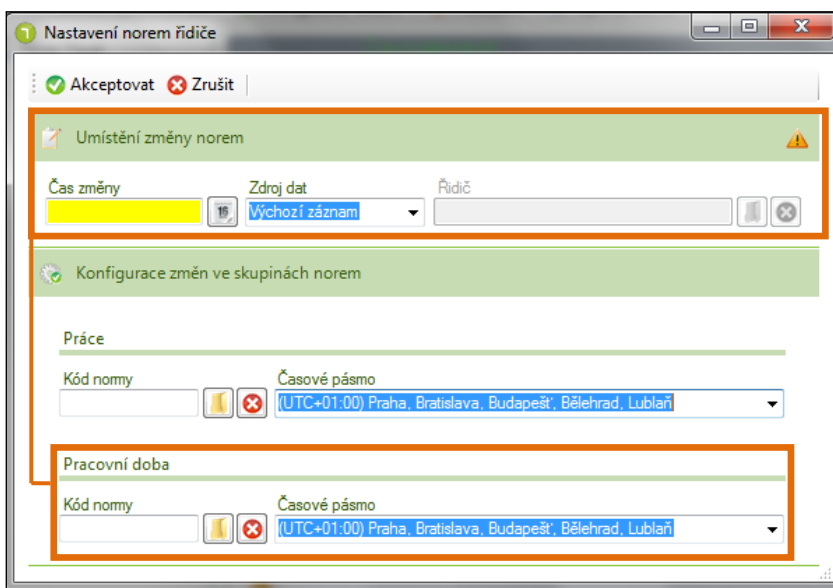 Nastavení norem řidiče
Akceptovat Zrušit
Umístění změny norem
Čas změny Zdroj dat Řidič
15 Výchozí záznam
Konfigurace změn ve skupinách norem
Práce
Kód normy Časové pásmo
(UTC+01:00) Praha, Bratislava, Budapešť, Bělehrad, Lublaň
Pracovní doba
Kód normy Časové pásmo
(UTC+01:00) Praha, Bratislava, Budapešť, Bělehrad, Lublaň